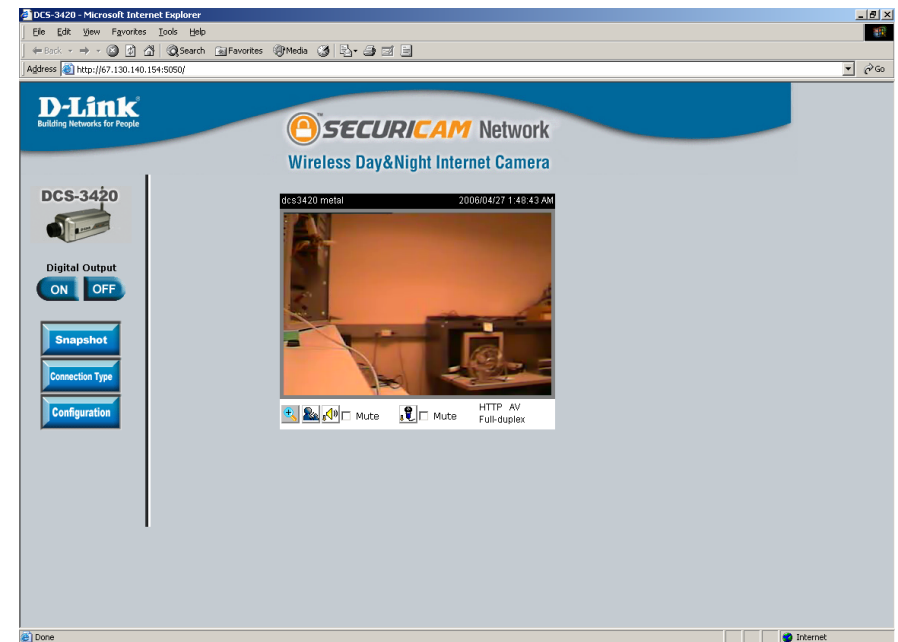 DCS-3420 - Microsoft Internet Explorer
File Edit View Favorites Tools Help
Back Search Favorites Media
Address http://67.130.140.154:5050/ Go
D-Link
Building Networks for People
SECURICAM Network
Wireless Day&Night Internet Camera
DCS-3420
dcs3420 metal 2006/04/27 1:48:43 AM
Digital Output
ON OFF
Snapshot
Connection Type
Configuration
Mute Mute HTTP AV
Full-duplex
Done Internet